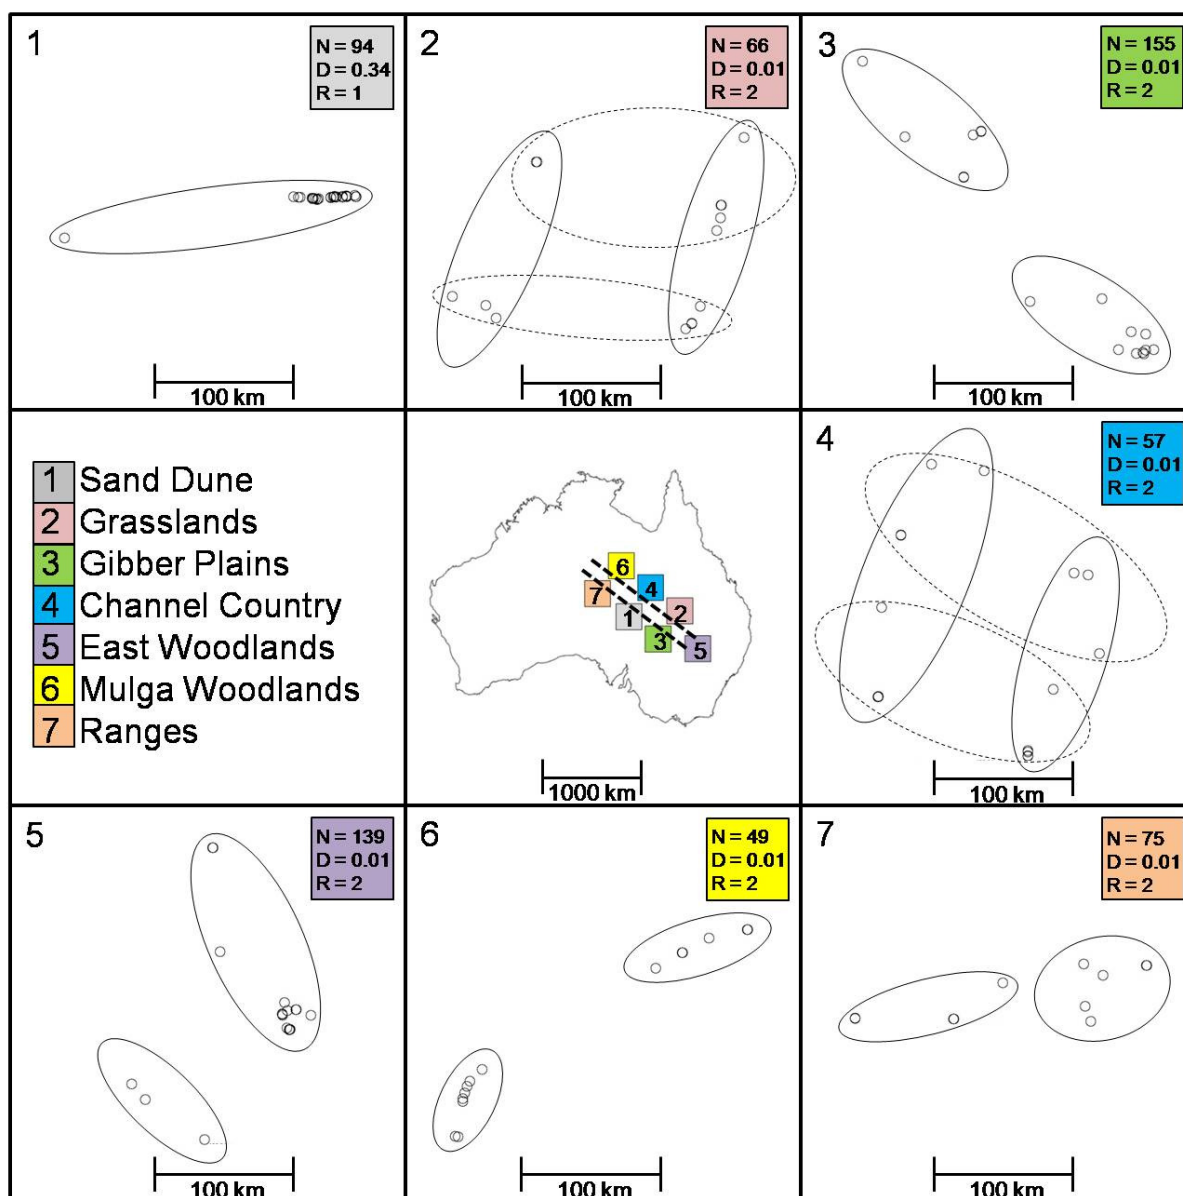 1
N = 94
D = 0.34
R = 1
100 km
2
N = 66
D = 0.01
R = 2
100 km
3
N = 155
D = 0.01
R = 2
100 km
1 Sand Dune
2 Grasslands
3 Gibber Plains
4 Channel Country
5 East Woodlands
6 Mulga Woodlands
7 Ranges
6
4
7
2
1
3
5
1000 km
4
N = 57
D = 0.01
R = 2
100 km
5
N = 139
D = 0.01
R = 2
100 km
6
N = 49
D = 0.01
R = 2
100 km
7
N = 75
D = 0.01
R = 2
100 km